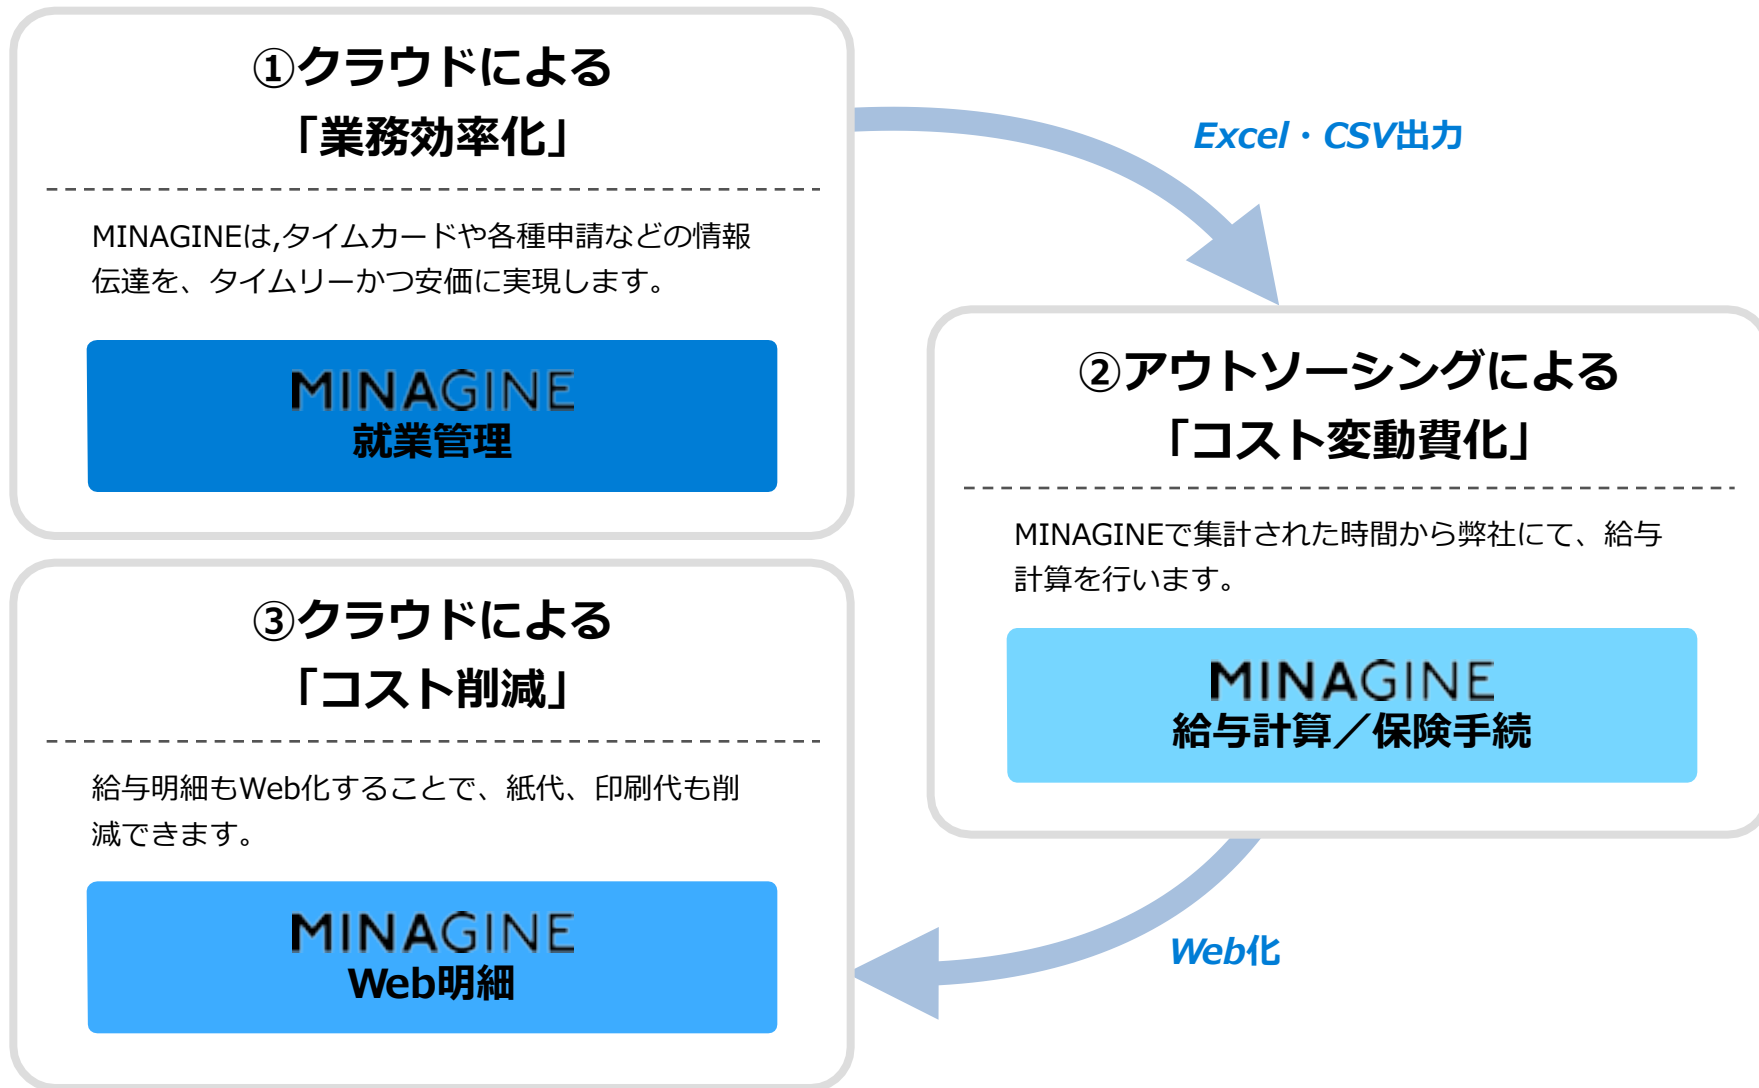 ①クラウドによる
「業務効率化」
MINAGINEは,タイムカードや各種申請などの情報
伝達を、タイムリーかつ安価に実現します。
MINAGINE
就業管理
Excel・CSV出力
②アウトソーシングによる
「コスト変動費化」
MINAGINEで集計された時間から弊社にて、給与
計算を行います。
MINAGINE
給与計算／保険手続
Web化
③クラウドによる
「コスト削減」
給与明細もWeb化することで、紙代、印刷代も削
減できます。
MINAGINE
Web明細